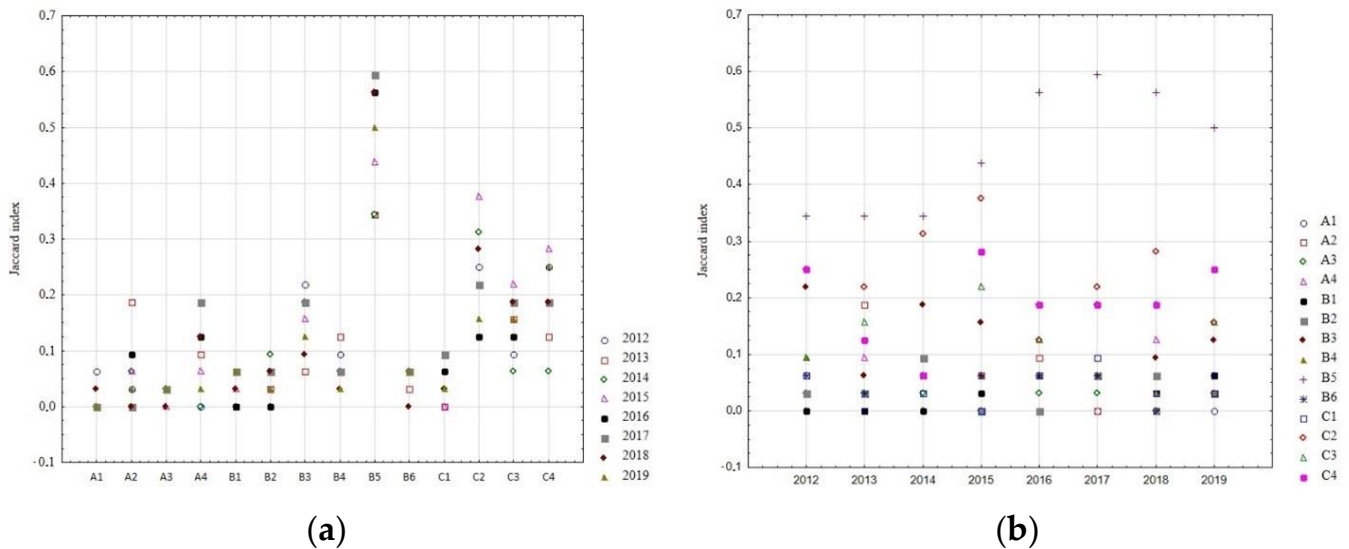 0,7
0,6
0,5
0,4
0,3
0,2
0,1
0,0
-0,1
Jaccard index
A1 A2 A3 A4 B1 B2 B3 B4 B5 B6 C1 C2 C3 C4
2012
2013
2014
2015
2016
2017
2018
2019
(a)
0,7
0,6
0,5
0,4
0,3
0,2
0,1
0,0
-0,1
Jaccard index
2012 2013 2014 2015 2016 2017 2018 2019
A1
A2
A3
A4
B1
B2
B3
B4
B5
B6
C1
C2
C3
C4
(b)